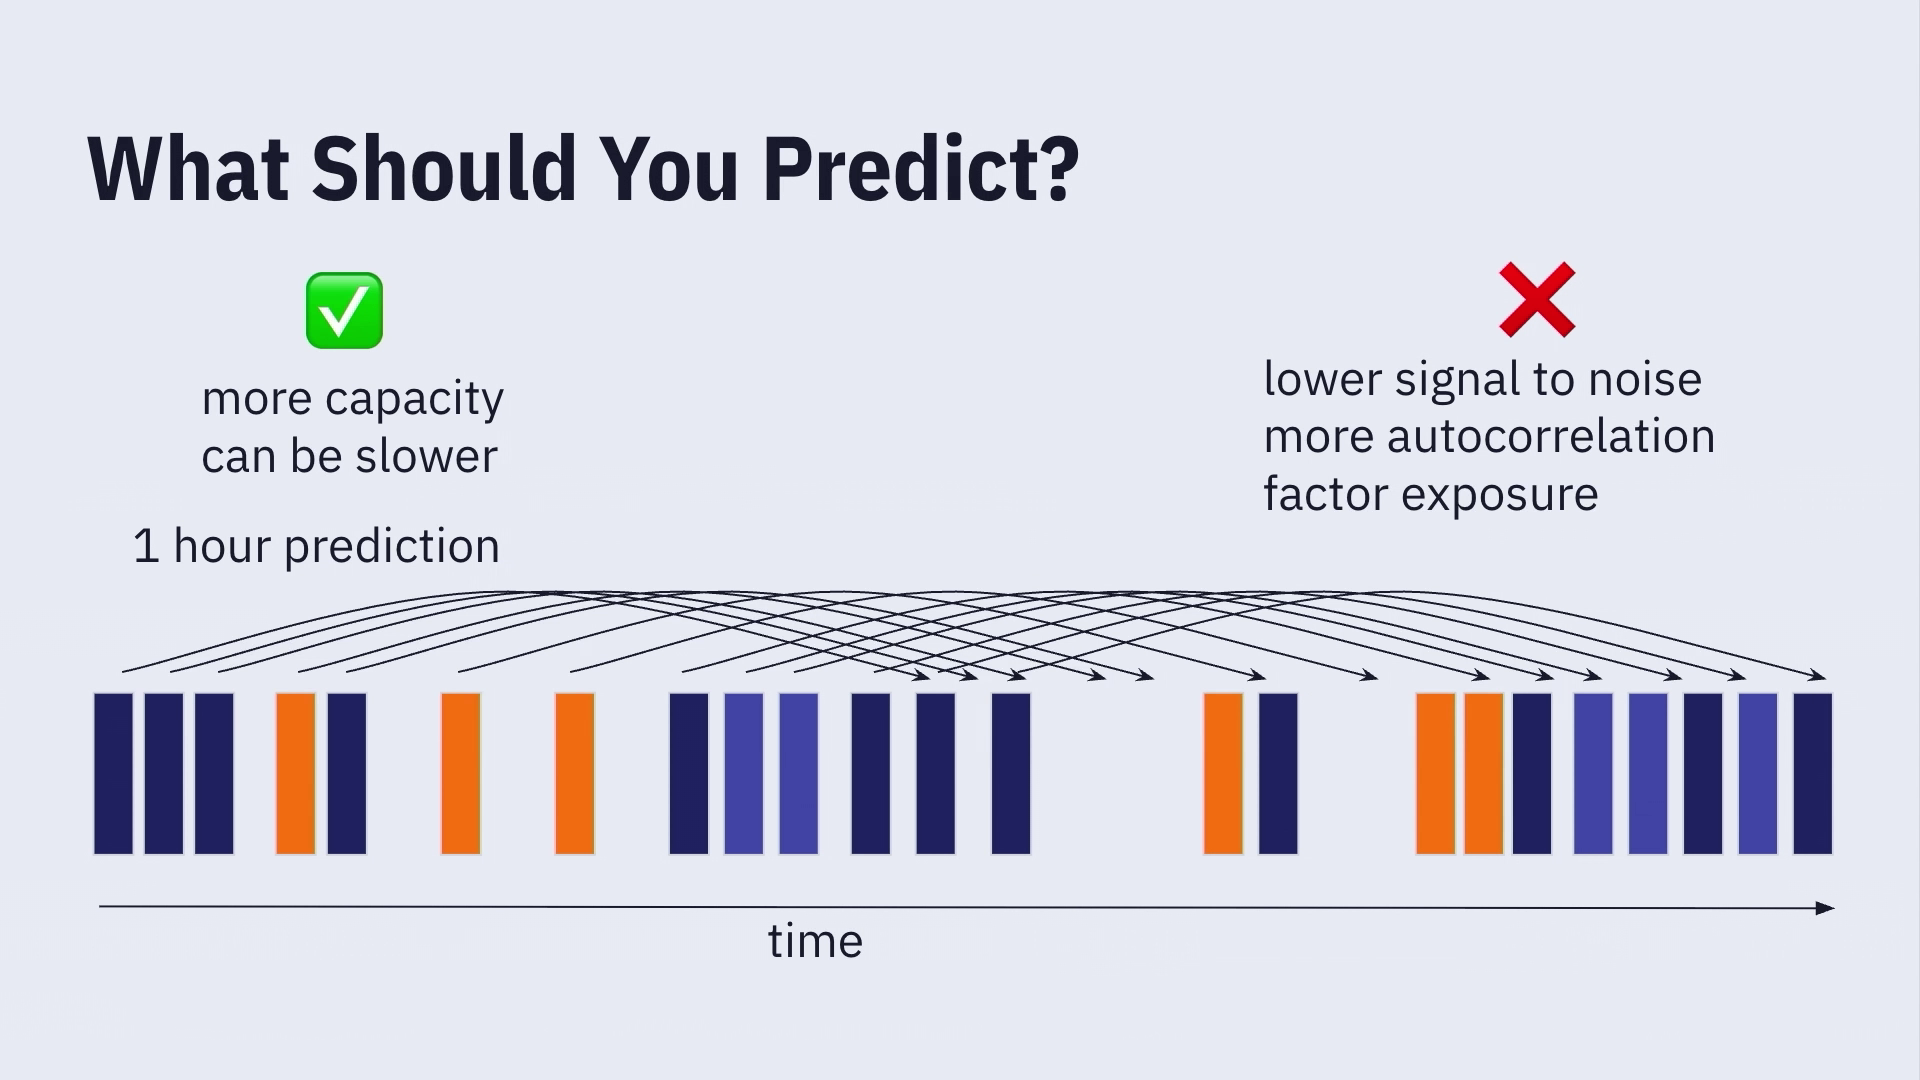 What Should You Predict?
more capacity
can be slower
lower signal to noise
more autocorrelation
factor exposure
1 hour prediction
time